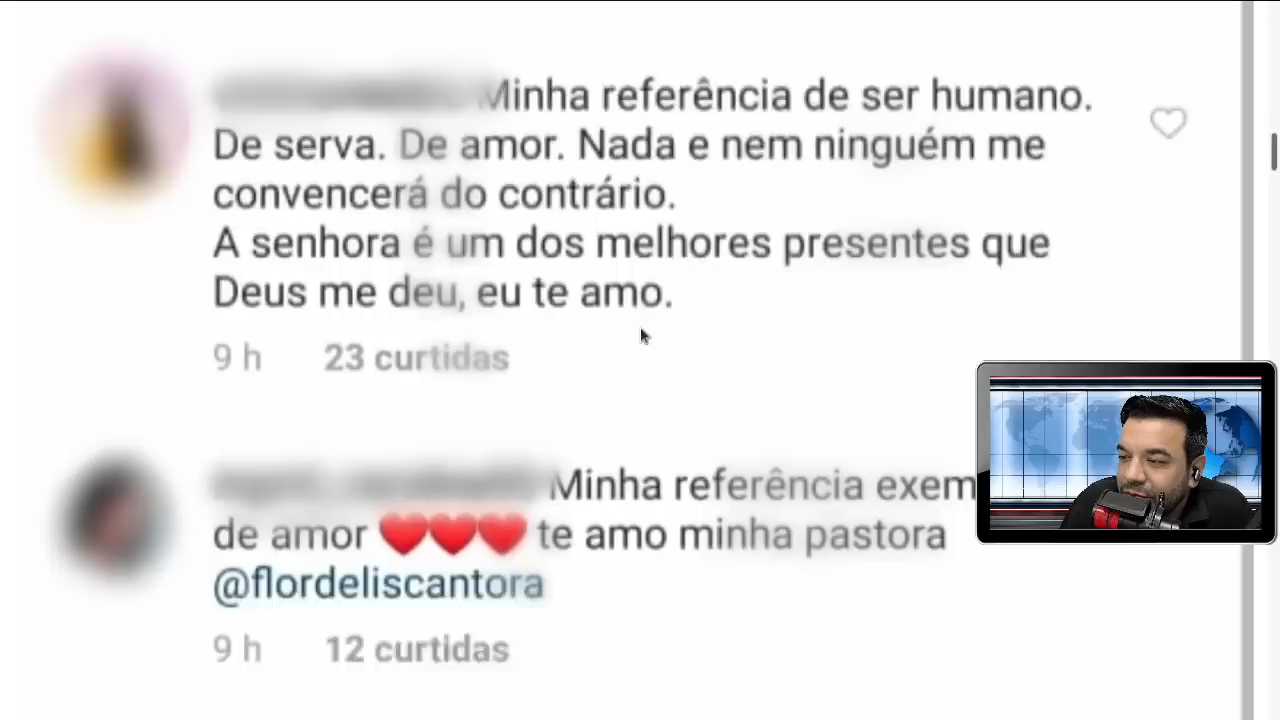 Minha referência de ser humano.
De serva. De amor. Nada e nem ninguém me
convencerá do contrário.
A senhora é um dos melhores presentes que
Deus me deu, eu te amo.
9 h 23 curtidas
Minha referência exem
de amor ❤️❤️❤️ te amo minha pastora
@flordeliscantora
9 h 12 curtidas